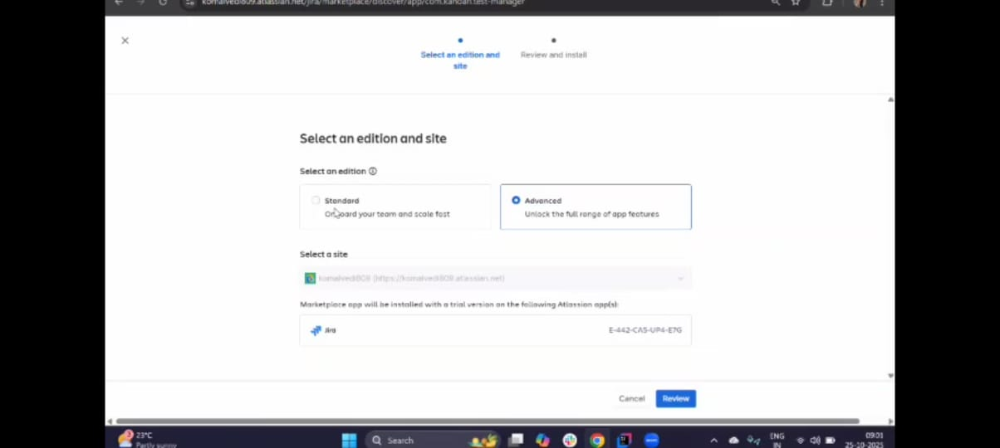 komalvedi809.atlassian.net/jira/marketplace/discover/app/com.kanoah.test-manager
Select an edition and
site
Review and install
Select an edition and site
Select an edition
Standard
Onboard your team and scale fast
Advanced
Unlock the full range of app features
Select a site
komalvedi809 (https://komalvedi809.atlassian.net)
Marketplace app will be installed with a trial version on the following Atlassian app(s):
Jira
E-442-CA5-UP4-E7G
Cancel
Review
3
23°C
Partly sunny
Search
ENG
IN
09:01
25-10-2025